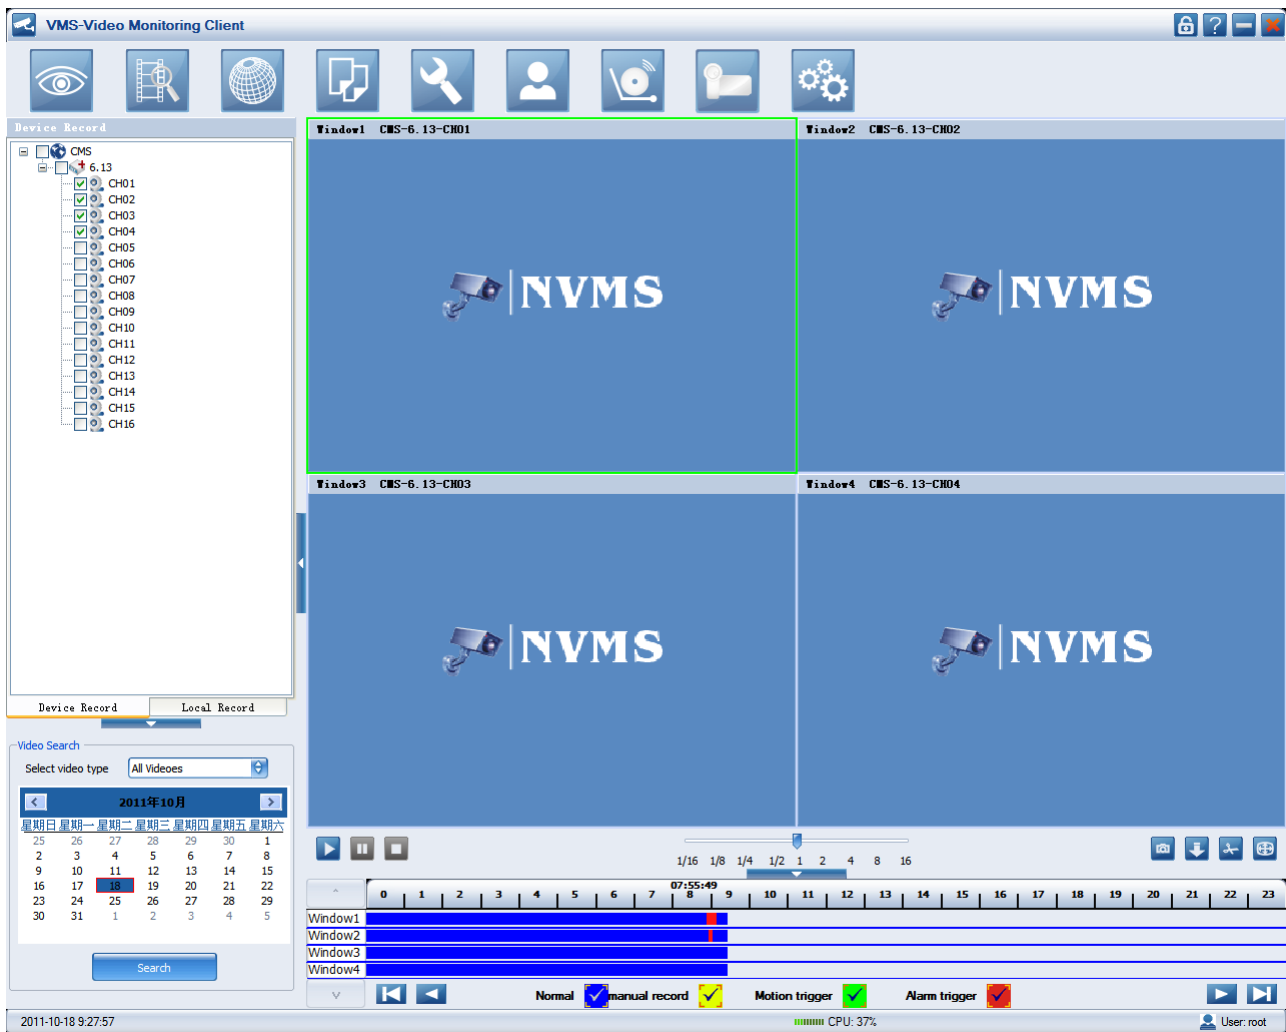 VMS-Video Monitoring Client
Device Record
CMS
6.13
CH01
CH02
CH03
CH04
CH05
CH06
CH07
CH08
CH09
CH10
CH11
CH12
CH13
CH14
CH15
CH16
Device Record Local Record
Window1 CMS-6.13-CH01
NVMS
Window2 CMS-6.13-CH02
NVMS
Window3 CMS-6.13-CH03
NVMS
Window4 CMS-6.13-CH04
NVMS
Video Search
Select video type All Videoes
2011年10月
星期日 星期一 星期二 星期三 星期四 星期五 星期六
25 26 27 28 29 30 1
2 3 4 5 6 7 8
9 10 11 12 13 14 15
16 17 18 19 20 21 22
23 24 25 26 27 28 29
30 31 1 2 3 4 5
Search
1/16 1/8 1/4 1/2 1 2 4 8 16
07:55:49
0 1 2 3 4 5 6 7 8 9 10 11 12 13 14 15 16 17 18 19 20 21 22 23
Window1
Window2
Window3
Window4
Normal manual record Motion trigger Alarm trigger
2011-10-18 9:27:57 CPU: 37% User: root